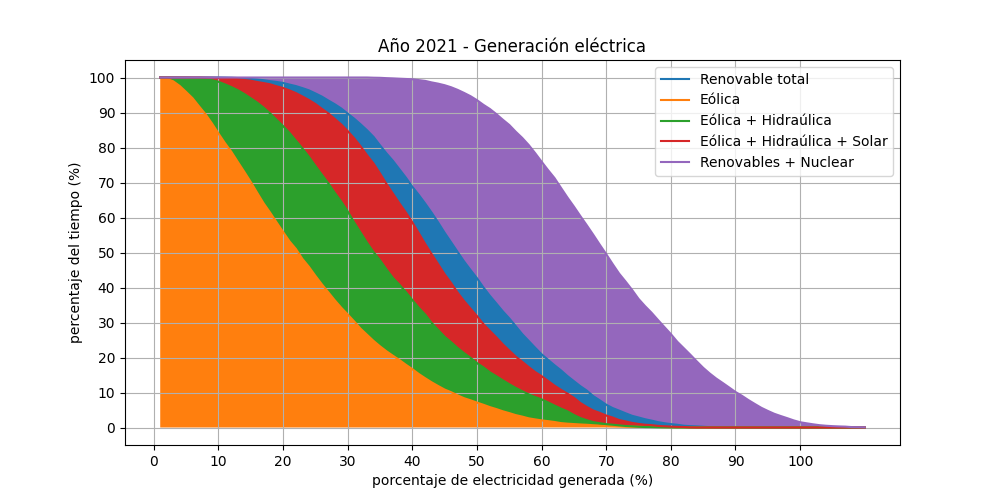 Año 2021 - Generación eléctrica
Renovable total
Eólica
Eólica + Hidraúlica
Eólica + Hidraúlica + Solar
Renovables + Nuclear
porcentaje del tiempo (%)
100
90
80
70
60
50
40
30
20
10
0
0 10 20 30 40 50 60 70 80 90 100
porcentaje de electricidad generada (%)